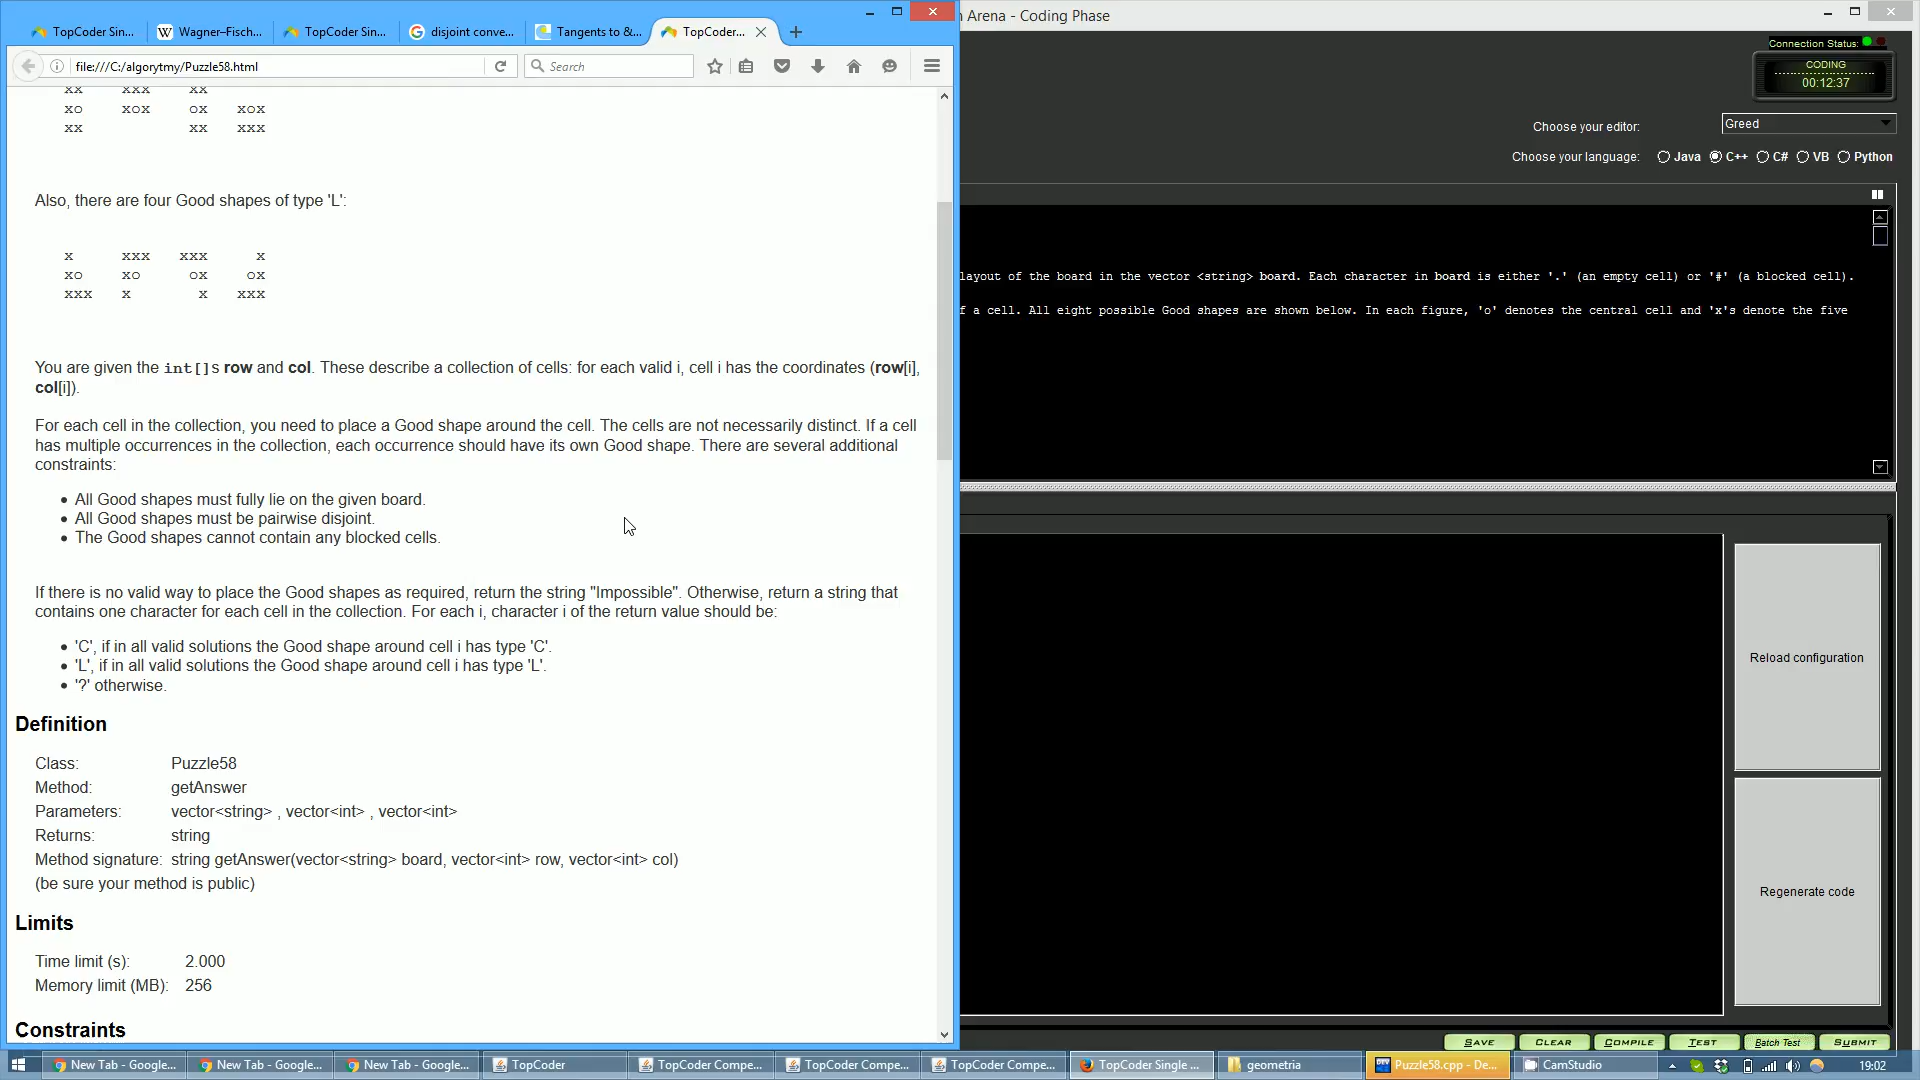 TopCoder Sin...
Wagner–Fisch...
TopCoder Sin...
disjoint conve...
Tangents to &...
TopCoder...
n Arena - Coding Phase
file:///C:/algorytmy/Puzzle58.html
Search
Connection Status:
CODING
00:12:37
Choose your editor:
Greed
Choose your language:
Java
C++
C#
VB
Python
xx xxx xx
xo xox ox xox
xx xx xxx
Also, there are four Good shapes of type 'L':
x xxx xxx x
xo xo ox ox
xxx x x xxx
You are given the int[]s row and col. These describe a collection of cells: for each valid i, cell i has the coordinates (row[i],
col[i]).
For each cell in the collection, you need to place a Good shape around the cell. The cells are not necessarily distinct. If a cell
has multiple occurrences in the collection, each occurrence should have its own Good shape. There are several additional
constraints:
• All Good shapes must fully lie on the given board.
• All Good shapes must be pairwise disjoint.
• The Good shapes cannot contain any blocked cells.
If there is no valid way to place the Good shapes as required, return the string "Impossible". Otherwise, return a string that
contains one character for each cell in the collection. For each i, character i of the return value should be:
• 'C', if in all valid solutions the Good shape around cell i has type 'C'.
• 'L', if in all valid solutions the Good shape around cell i has type 'L'.
• '?' otherwise.
Definition
Class: Puzzle58
Method: getAnswer
Parameters: vector<string> , vector<int> , vector<int>
Returns: string
Method signature: string getAnswer(vector<string> board, vector<int> row, vector<int> col)
(be sure your method is public)
Limits
Time limit (s): 2.000
Memory limit (MB): 256
Constraints
layout of the board in the vector <string> board. Each character in board is either '.' (an empty cell) or '#' (a blocked cell).
f a cell. All eight possible Good shapes are shown below. In each figure, 'o' denotes the central cell and 'x's denote the five
Reload configuration
Regenerate code
SAVE
CLEAR
COMPILE
TEST
Batch Test
SUBMIT
New Tab - Google...
New Tab - Google...
New Tab - Google...
TopCoder
TopCoder Compe...
TopCoder Compe...
TopCoder Compe...
TopCoder Single ...
geometria
Puzzle58.cpp - De...
CamStudio
19:02